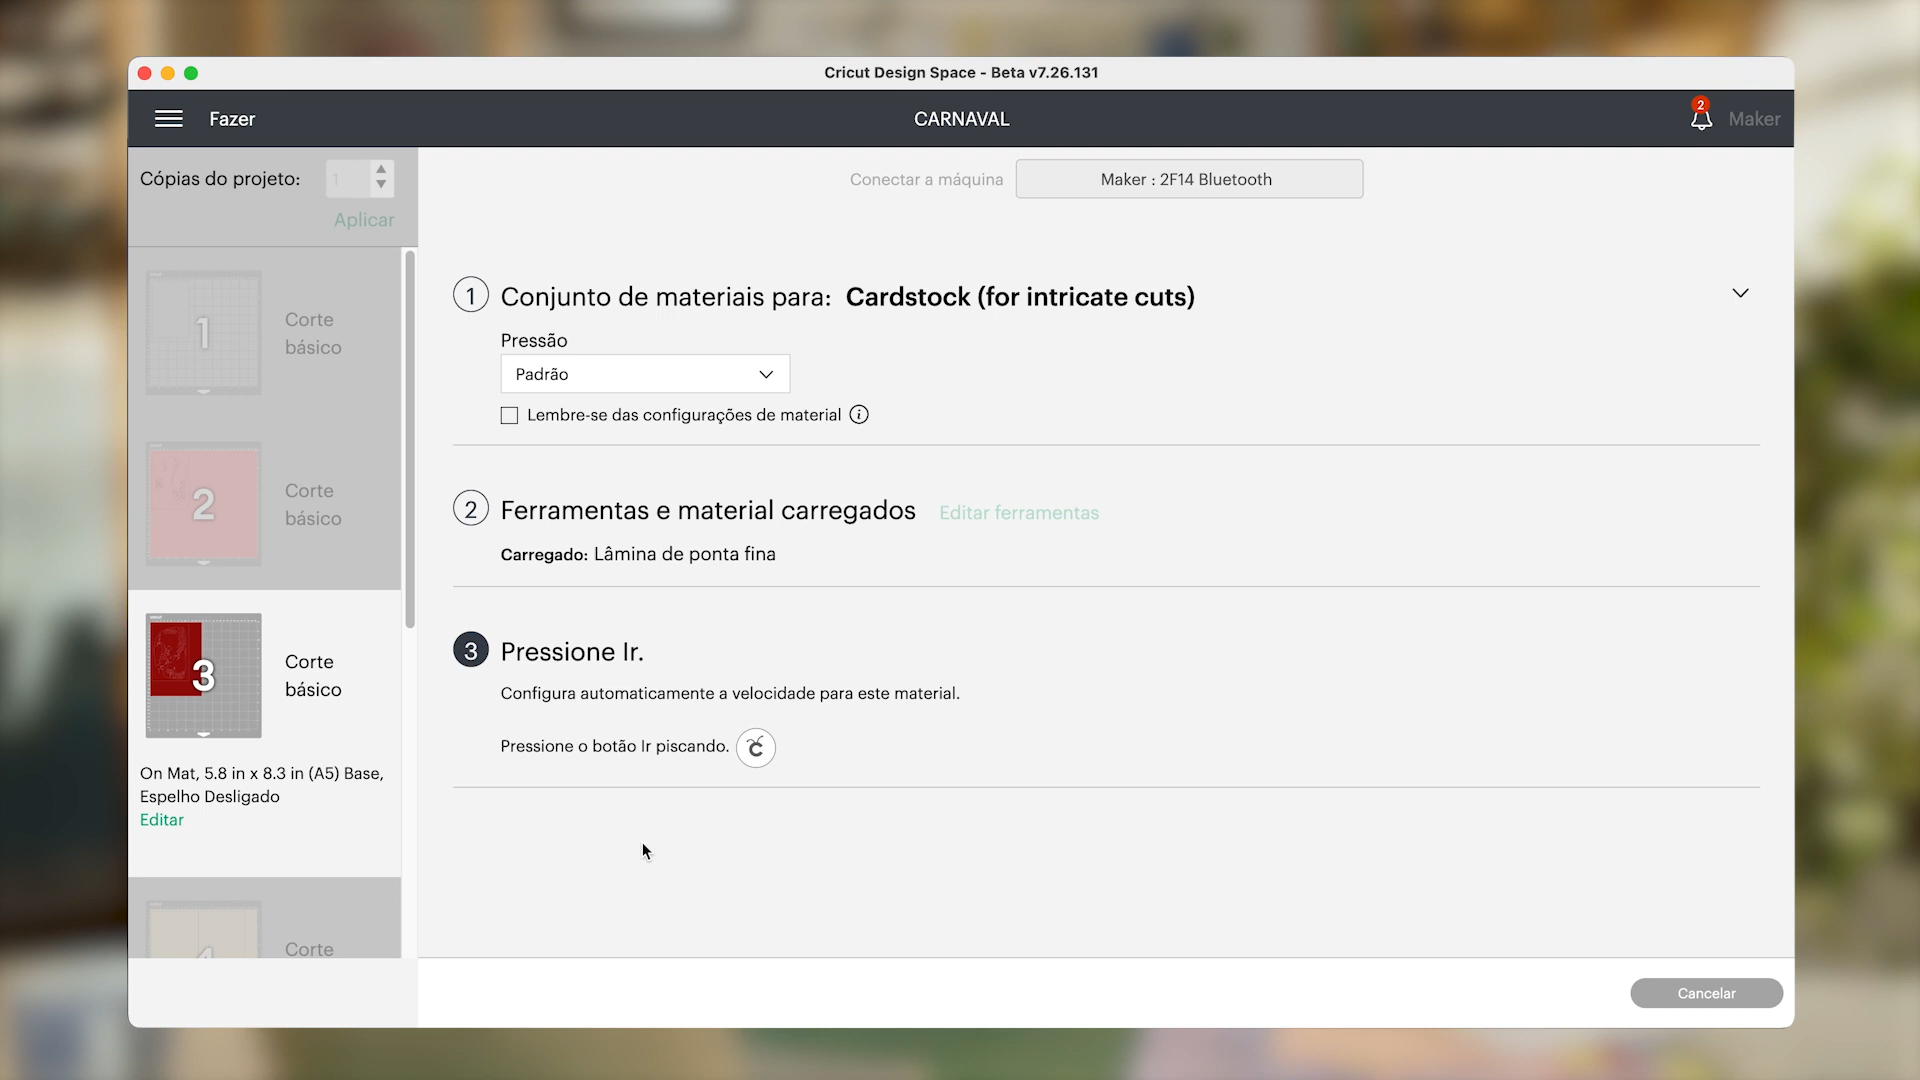 Cricut Design Space - Beta v7.26.131
Fazer
CARNAVAL
2
Maker
Cópias do projeto:
1
Aplicar
Conectar a máquina
Maker : 2F14 Bluetooth
1
Corte
básico
2
Corte
básico
3
Corte
básico
On Mat, 5.8 in x 8.3 in (A5) Base,
Espelho Desligado
Editar
4
Corte
1 Conjunto de materiais para: Cardstock (for intricate cuts)
Pressão
Padrão
Lembre-se das configurações de material
2 Ferramentas e material carregados Editar ferramentas
Carregado: Lâmina de ponta fina
3 Pressione Ir.
Configura automaticamente a velocidade para este material.
Pressione o botão Ir piscando.
Cancelar